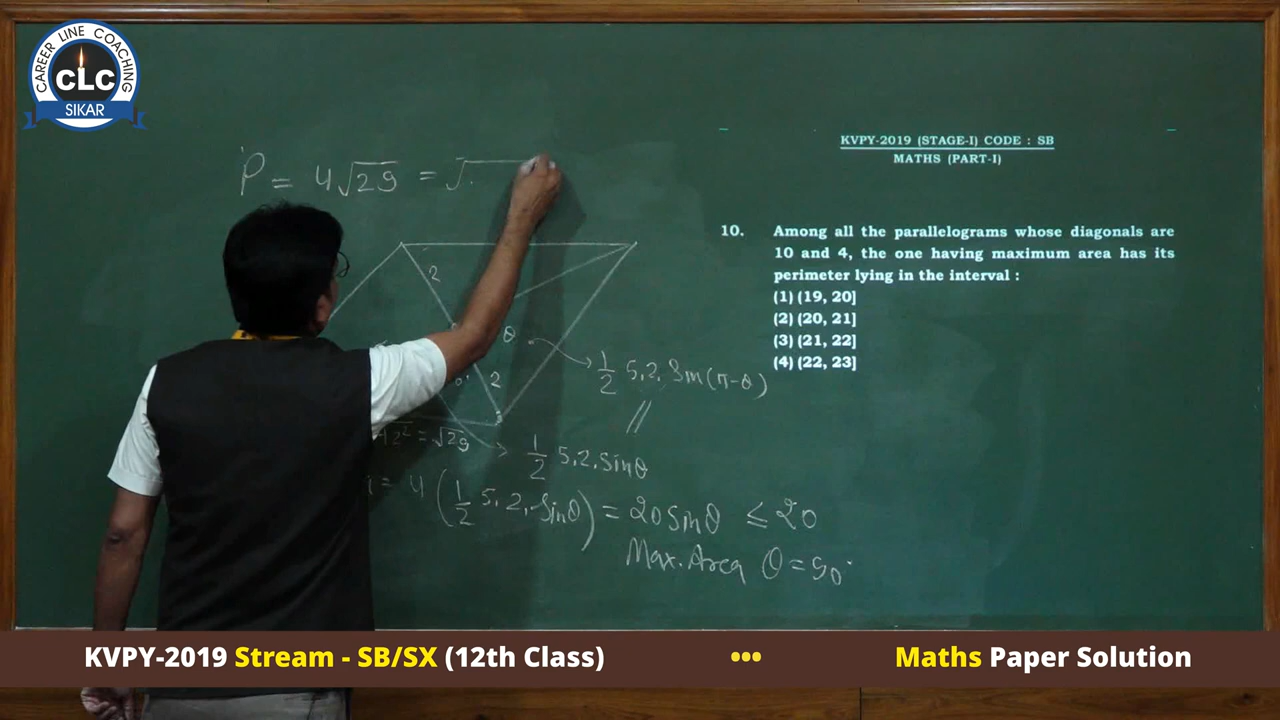 CAREER LINE COACHING
CLC
SIKAR
P = 4√29 = √
2
θ
2
1/2 5.2. Sin(π-θ)
//
2² = √29
1/2 5.2. Sinθ
= 4 (1/2 5.2. Sinθ) = 20 Sinθ ≤ 20
Max. Area θ = 90°
KVPY-2019 (STAGE-I) CODE : SB
MATHS (PART-I)
10. Among all the parallelograms whose diagonals are
10 and 4, the one having maximum area has its
perimeter lying in the interval :
(1) (19, 20]
(2) (20, 21]
(3) (21, 22]
(4) (22, 23]
KVPY-2019 Stream - SB/SX (12th Class) ••• Maths Paper Solution